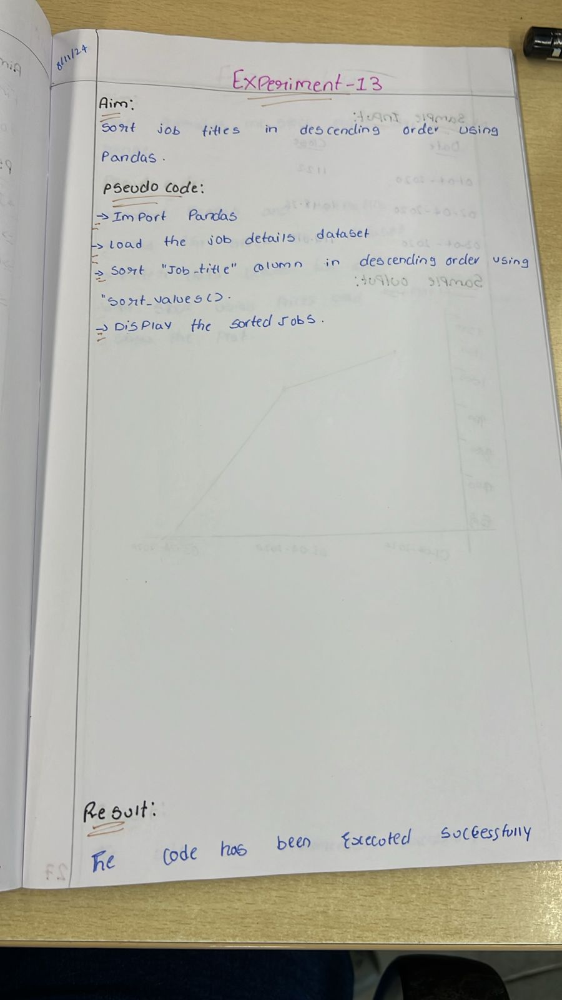 8/11/24
Experiment-13
Aim:
Sort job titles in descending order using
Pandas.
Pseudo code:
→ Import Pandas
→ Load the job details dataset
→ Sort "Job_title" column in descending order using
"Sort_values().
→ Display the sorted Jobs.
Result:
The code has been Executed successfully